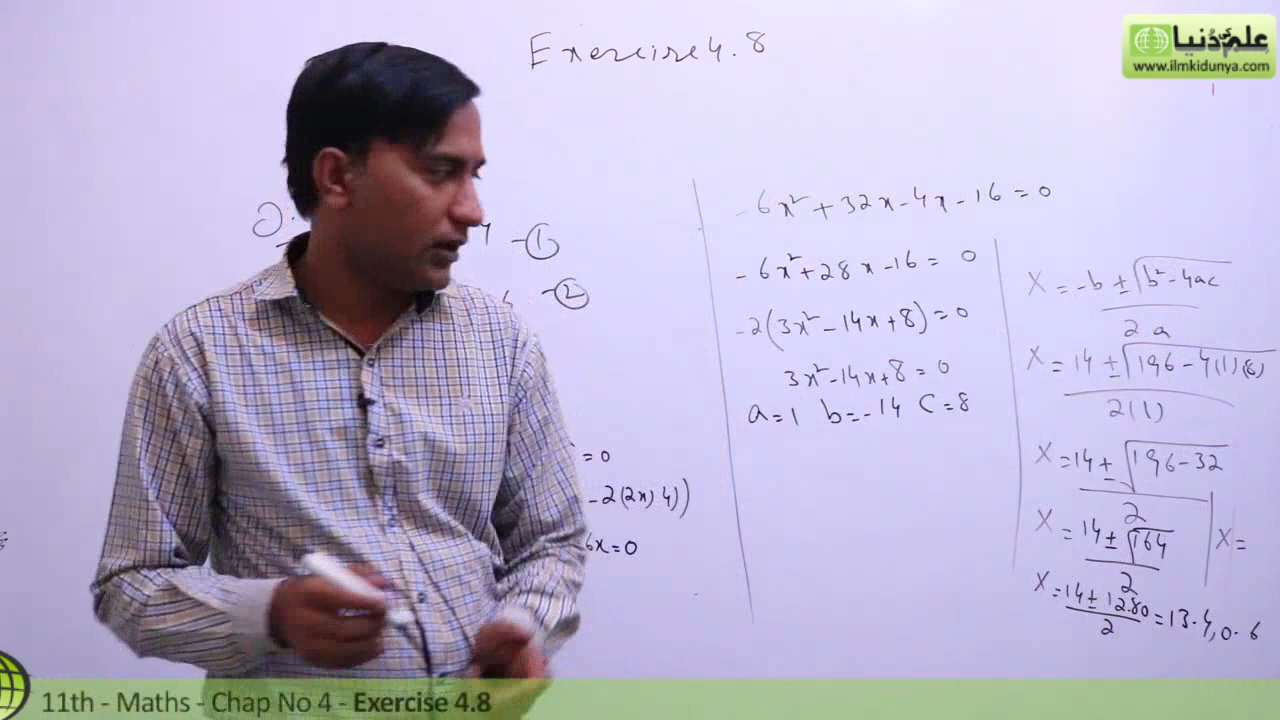 Exercise 4.8
علم کی دُنیا
www.ilmkidunya.com
- ①
- ②
= 0
- 2(2x, 4))
6x = 0
-6x² + 32x - 4x - 16 = 0
-6x² + 28x - 16 = 0
-2(3x² - 14x + 8) = 0
3x² - 14x + 8 = 0
a = 1 b = -14 C = 8
X = -b ± √b² - 4ac
2a
X = 14 ± √196 - 4(1)(8)
2(1)
X = 14 ± √196 - 32
2
X = 14 ± √164
2
X = 14 ± 12.80 = 13.4, 0.6
2
X =
11th - Maths - Chap No 4 - Exercise 4.8